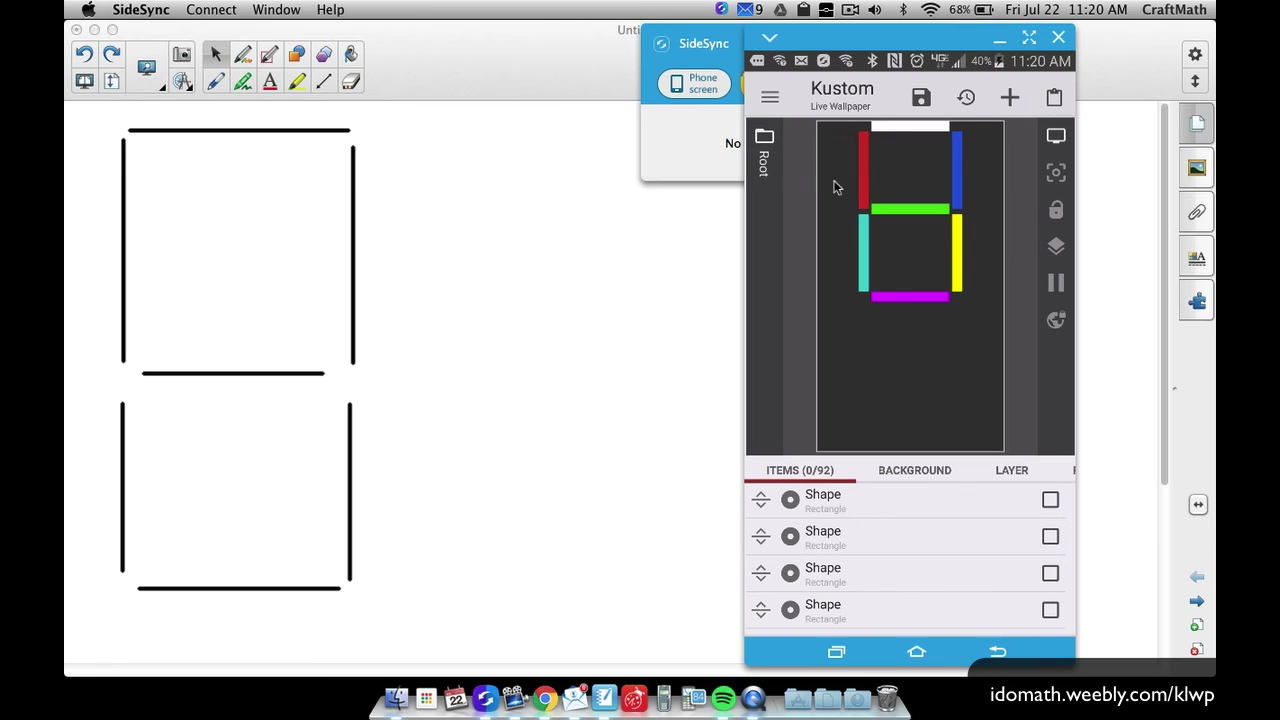 SideSync Connect Window Help
9 68% Fri Jul 22 11:20 AM CraftMath
SideSync
Phone
screen
No
40% 11:20 AM
Kustom
Live Wallpaper
Root
ITEMS (0/92) BACKGROUND LAYER
Shape
Rectangle
Shape
Rectangle
Shape
Rectangle
Shape
Rectangle
idomath.weebly.com/klwp